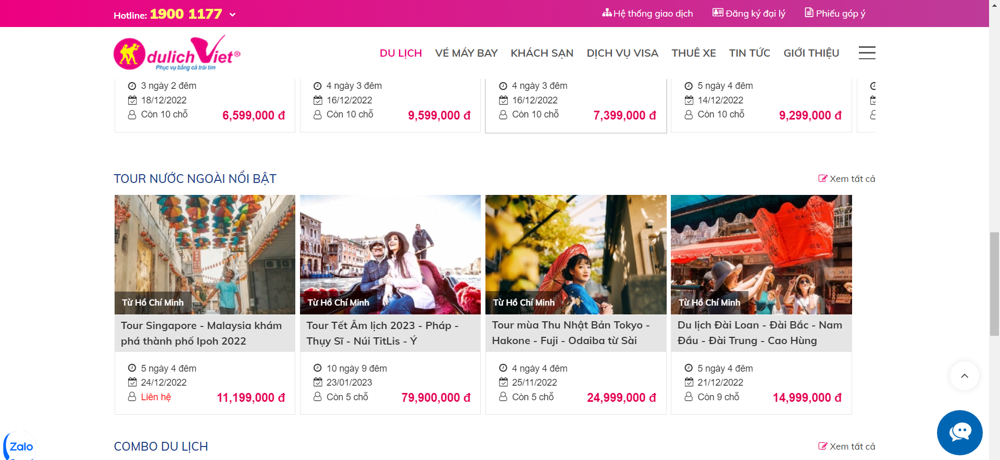 Hotline: 1900 1177
Hệ thống giao dịch
Đăng ký đại lý
Phiếu góp ý
dulichViet®
Phục vụ bằng cả trái tim
DU LỊCH
VÉ MÁY BAY
KHÁCH SẠN
DỊCH VỤ VISA
THUÊ XE
TIN TỨC
GIỚI THIỆU
3 ngày 2 đêm
18/12/2022
Còn 10 chỗ
6,599,000 đ
4 ngày 3 đêm
16/12/2022
Còn 10 chỗ
9,599,000 đ
4 ngày 3 đêm
16/12/2022
Còn 10 chỗ
7,399,000 đ
5 ngày 4 đêm
14/12/2022
Còn 10 chỗ
9,299,000 đ
TOUR NƯỚC NGOÀI NỔI BẬT
Xem tất cả
Từ Hồ Chí Minh
Tour Singapore - Malaysia khám
phá thành phố Ipoh 2022
5 ngày 4 đêm
24/12/2022
Liên hệ
11,199,000 đ
Từ Hồ Chí Minh
Tour Tết Âm lịch 2023 - Pháp -
Thụy Sĩ - Núi TitLis - Ý
10 ngày 9 đêm
23/01/2023
Còn 5 chỗ
79,900,000 đ
Từ Hồ Chí Minh
Tour mùa Thu Nhật Bản Tokyo -
Hakone - Fuji - Odaiba từ Sài
4 ngày 4 đêm
25/11/2022
Còn 5 chỗ
24,999,000 đ
Từ Hồ Chí Minh
Du lịch Đài Loan - Đài Bắc - Nam
Đầu - Đài Trung - Cao Hùng
5 ngày 4 đêm
21/12/2022
Còn 9 chỗ
14,999,000 đ
COMBO DU LỊCH
Xem tất cả
Zalo